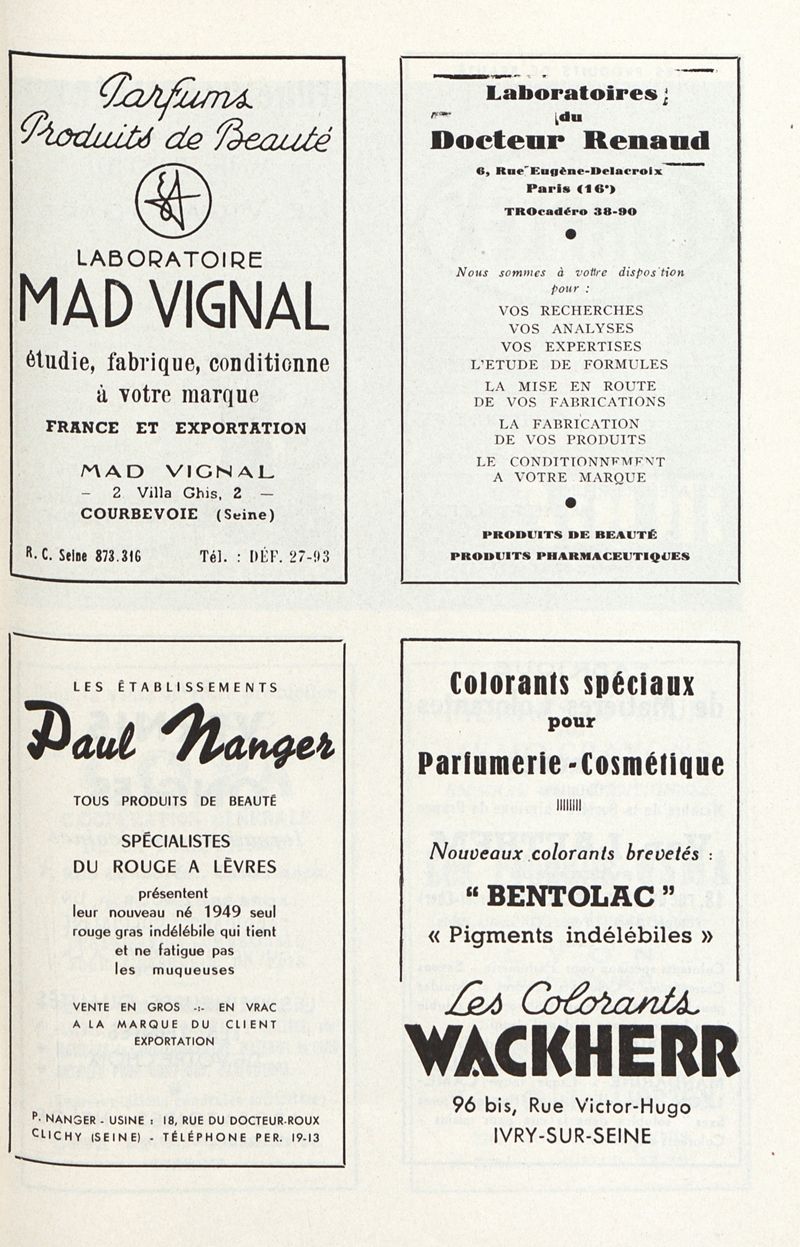 Parfums
Produits de Beauté
LABORATOIRE
MAD VIGNAL
étudie, fabrique, conditionne
à votre marque
FRANCE ET EXPORTATION
MAD VIGNAL
– 2 Villa Ghis, 2 –
COURBEVOIE (Seine)
R. C. Seine 873.316 Tél. : DÉF. 27-93
Laboratoires
du
Docteur Renaud
6, Rue Eugène-Delacroix
Paris (16e)
TROcadéro 38-90
●
Nous sommes à votre dispos tion
pour :
VOS RECHERCHES
VOS ANALYSES
VOS EXPERTISES
L'ETUDE DE FORMULES
LA MISE EN ROUTE
DE VOS FABRICATIONS
LA FABRICATION
DE VOS PRODUITS
LE CONDITIONNEMENT
A VOTRE MARQUE
●
PRODUITS DE BEAUTÉ
PRODUITS PHARMACEUTIQUES
LES ÉTABLISSEMENTS
Paul Nanger
TOUS PRODUITS DE BEAUTÉ
SPÉCIALISTES
DU ROUGE A LÈVRES
présentent
leur nouveau né 1949 seul
rouge gras indélébile qui tient
et ne fatigue pas
les muqueuses
VENTE EN GROS -:- EN VRAC
A LA MARQUE DU CLIENT
EXPORTATION
P. NANGER - USINE : 18, RUE DU DOCTEUR-ROUX
CLICHY (SEINE) - TÉLÉPHONE PER. 19-13
Colorants spéciaux
pour
Parfumerie-Cosmétique
Nouveaux colorants brevetés :
“ BENTOLAC ”
« Pigments indélébiles »
Les Colorants
WACKHERR
96 bis, Rue Victor-Hugo
IVRY-SUR-SEINE